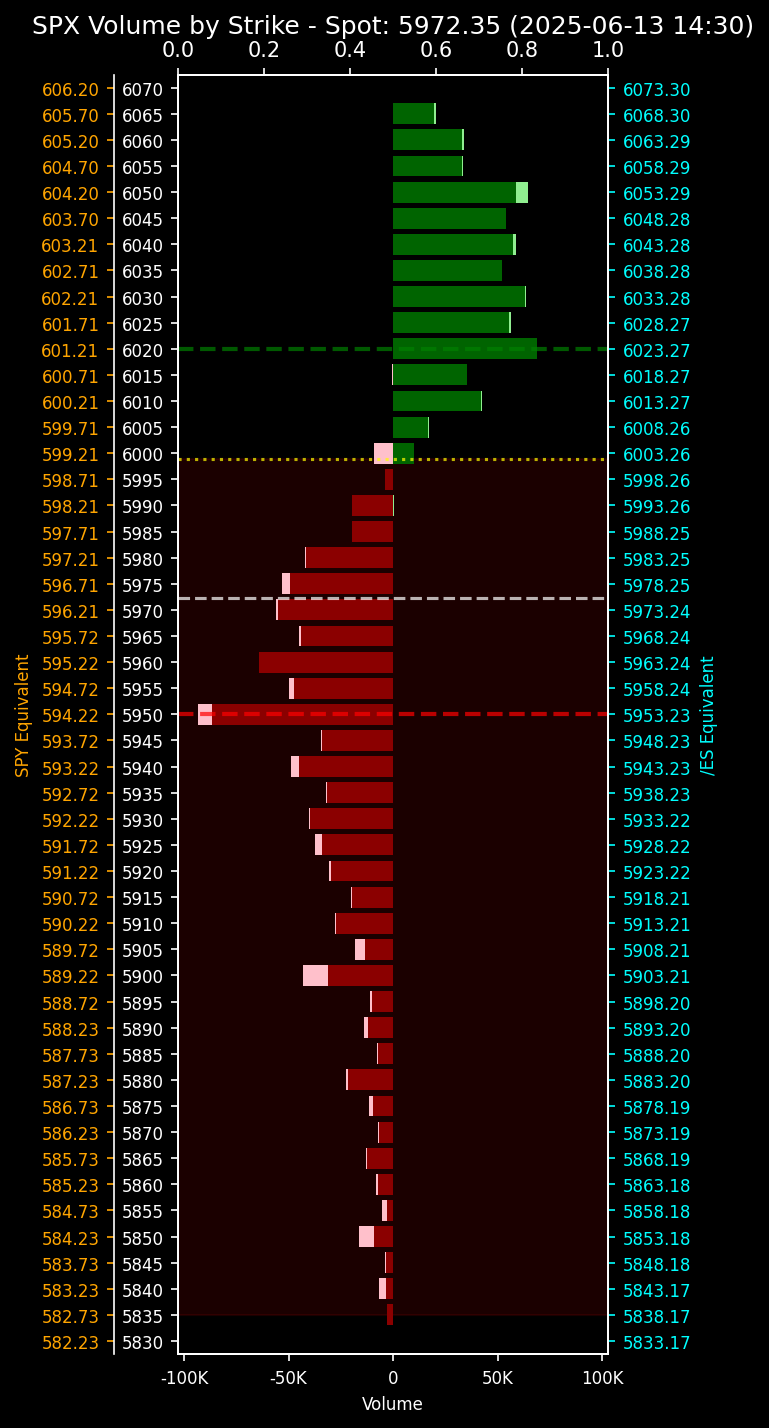 SPX Volume by Strike - Spot: 5972.35 (2025-06-13 14:30)
0.0 0.2 0.4 0.6 0.8 1.0
606.20 6070 6073.30
605.70 6065 6068.30
605.20 6060 6063.29
604.70 6055 6058.29
604.20 6050 6053.29
603.70 6045 6048.28
603.21 6040 6043.28
602.71 6035 6038.28
602.21 6030 6033.28
601.71 6025 6028.27
601.21 6020 6023.27
600.71 6015 6018.27
600.21 6010 6013.27
599.71 6005 6008.26
599.21 6000 6003.26
598.71 5995 5998.26
598.21 5990 5993.26
597.71 5985 5988.25
597.21 5980 5983.25
596.71 5975 5978.25
596.21 5970 5973.24
595.72 5965 5968.24
595.22 5960 5963.24
594.72 5955 5958.24
594.22 5950 5953.23
593.72 5945 5948.23
593.22 5940 5943.23
592.72 5935 5938.23
592.22 5930 5933.22
591.72 5925 5928.22
591.22 5920 5923.22
590.72 5915 5918.21
590.22 5910 5913.21
589.72 5905 5908.21
589.22 5900 5903.21
588.72 5895 5898.20
588.23 5890 5893.20
587.73 5885 5888.20
587.23 5880 5883.20
586.73 5875 5878.19
586.23 5870 5873.19
585.73 5865 5868.19
585.23 5860 5863.18
584.73 5855 5858.18
584.23 5850 5853.18
583.73 5845 5848.18
583.23 5840 5843.17
582.73 5835 5838.17
582.23 5830 5833.17
SPY Equivalent
/ES Equivalent
-100K -50K 0 50K 100K
Volume